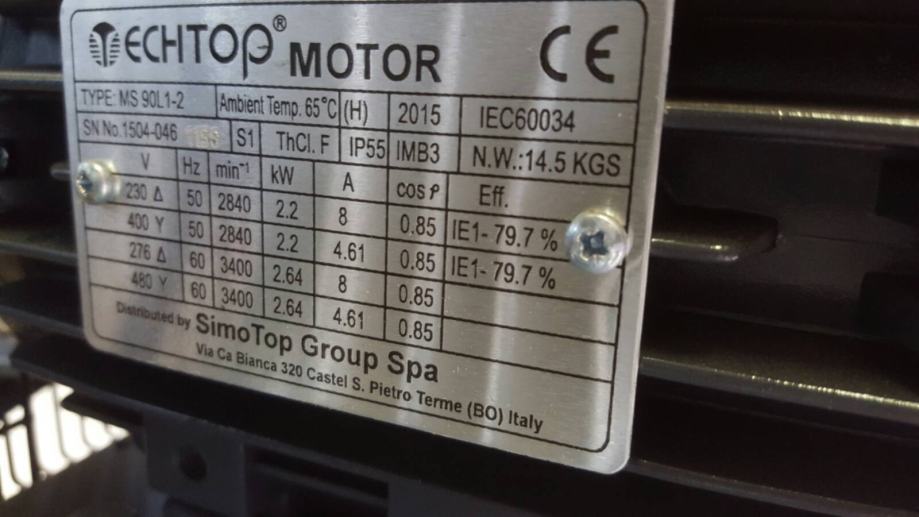 TECHTOP® MOTOR CE
TYPE: MS 90L1-2 Ambient Temp. 65°C (H) 2015 IEC60034
SN No.1504-046 S1 ThCl. F IP55 IMB3 N.W.:14.5 KGS
V Hz min⁻¹ kW A cos ρ Eff.
230 Δ 50 2840 2.2 8 0.85 IE1- 79.7 %
400 Y 50 2840 2.2 4.61 0.85 IE1- 79.7 %
276 Δ 60 3400 2.64 8 0.85
480 Y 60 3400 2.64 4.61 0.85
Distributed by SimoTop Group Spa
Via Ca Bianca 320 Castel S. Pietro Terme (BO) Italy